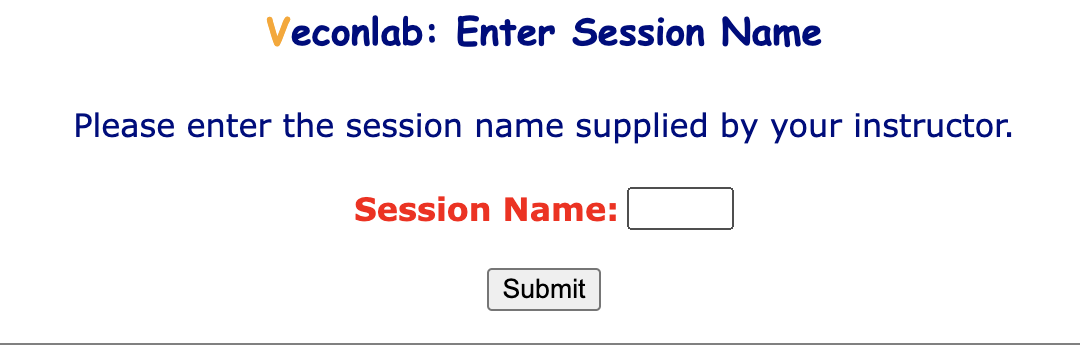 Veconlab: Enter Session Name
Please enter the session name supplied by your instructor.
Session Name:
Submit